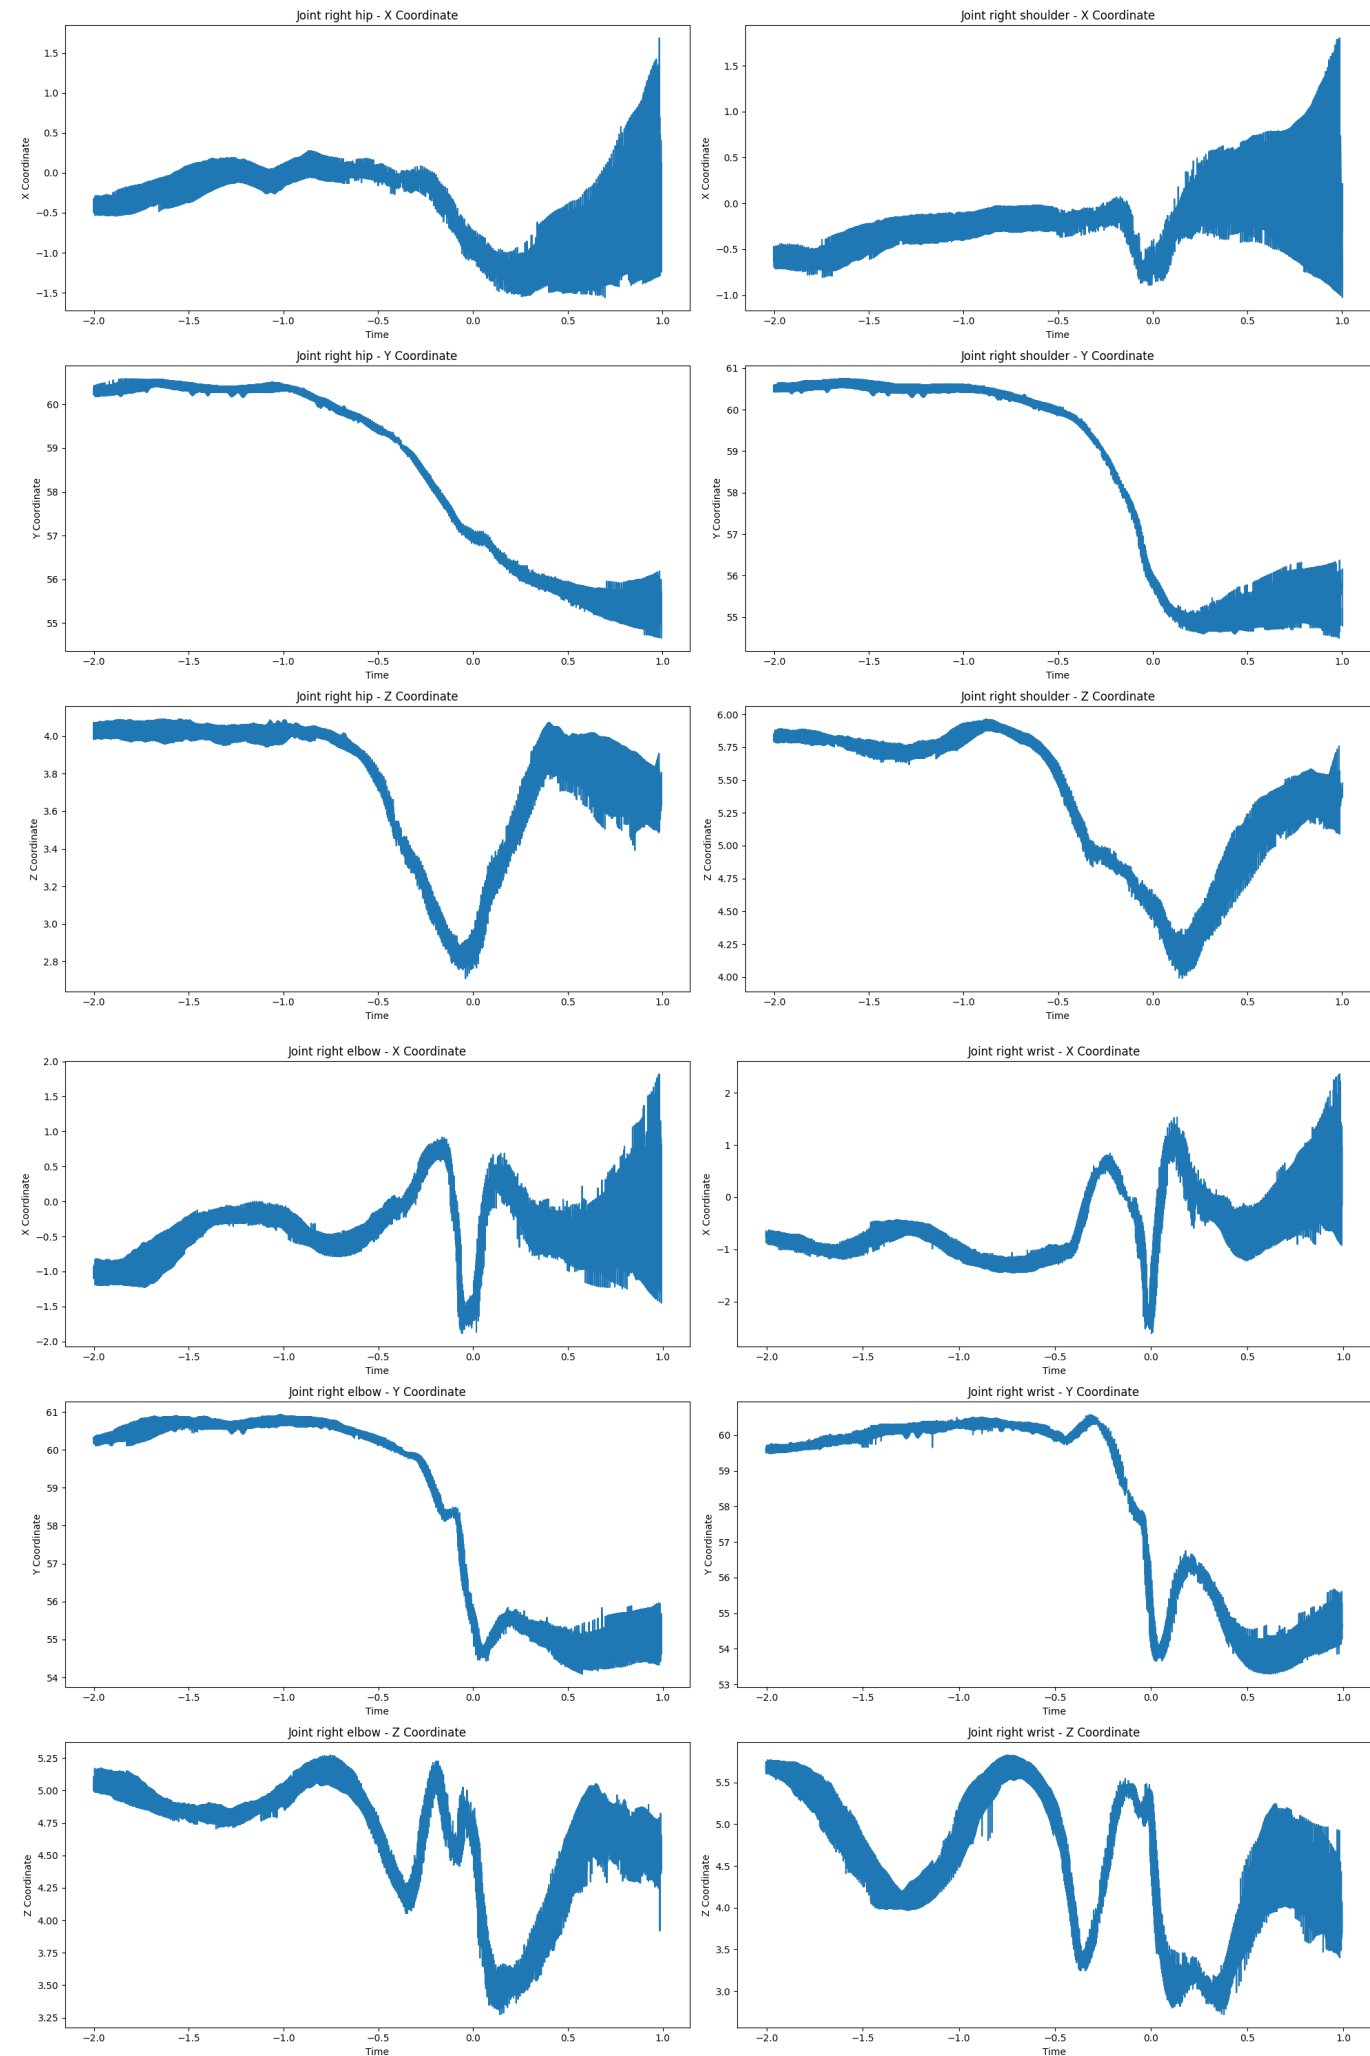 Joint right hip - X Coordinate
X Coordinate
1.5
1.0
0.5
0.0
−0.5
−1.0
−1.5
−2.0 −1.5 −1.0 −0.5 0.0 0.5 1.0
Time
Joint right shoulder - X Coordinate
X Coordinate
1.5
1.0
0.5
0.0
−0.5
−1.0
−2.0 −1.5 −1.0 −0.5 0.0 0.5 1.0
Time
Joint right hip - Y Coordinate
Y Coordinate
60
59
58
57
56
55
−2.0 −1.5 −1.0 −0.5 0.0 0.5 1.0
Time
Joint right shoulder - Y Coordinate
Y Coordinate
61
60
59
58
57
56
55
−2.0 −1.5 −1.0 −0.5 0.0 0.5 1.0
Time
Joint right hip - Z Coordinate
Z Coordinate
4.0
3.8
3.6
3.4
3.2
3.0
2.8
−2.0 −1.5 −1.0 −0.5 0.0 0.5 1.0
Time
Joint right shoulder - Z Coordinate
Z Coordinate
6.00
5.75
5.50
5.25
5.00
4.75
4.50
4.25
4.00
−2.0 −1.5 −1.0 −0.5 0.0 0.5 1.0
Time
Joint right elbow - X Coordinate
X Coordinate
2.0
1.5
1.0
0.5
0.0
−0.5
−1.0
−1.5
−2.0
−2.0 −1.5 −1.0 −0.5 0.0 0.5 1.0
Time
Joint right wrist - X Coordinate
X Coordinate
2
1
0
−1
−2
−2.0 −1.5 −1.0 −0.5 0.0 0.5 1.0
Time
Joint right elbow - Y Coordinate
Y Coordinate
61
60
59
58
57
56
55
54
−2.0 −1.5 −1.0 −0.5 0.0 0.5 1.0
Time
Joint right wrist - Y Coordinate
Y Coordinate
60
59
58
57
56
55
54
53
−2.0 −1.5 −1.0 −0.5 0.0 0.5 1.0
Time
Joint right elbow - Z Coordinate
Z Coordinate
5.25
5.00
4.75
4.50
4.25
4.00
3.75
3.50
3.25
−2.0 −1.5 −1.0 −0.5 0.0 0.5 1.0
Time
Joint right wrist - Z Coordinate
Z Coordinate
5.5
5.0
4.5
4.0
3.5
3.0
−2.0 −1.5 −1.0 −0.5 0.0 0.5 1.0
Time